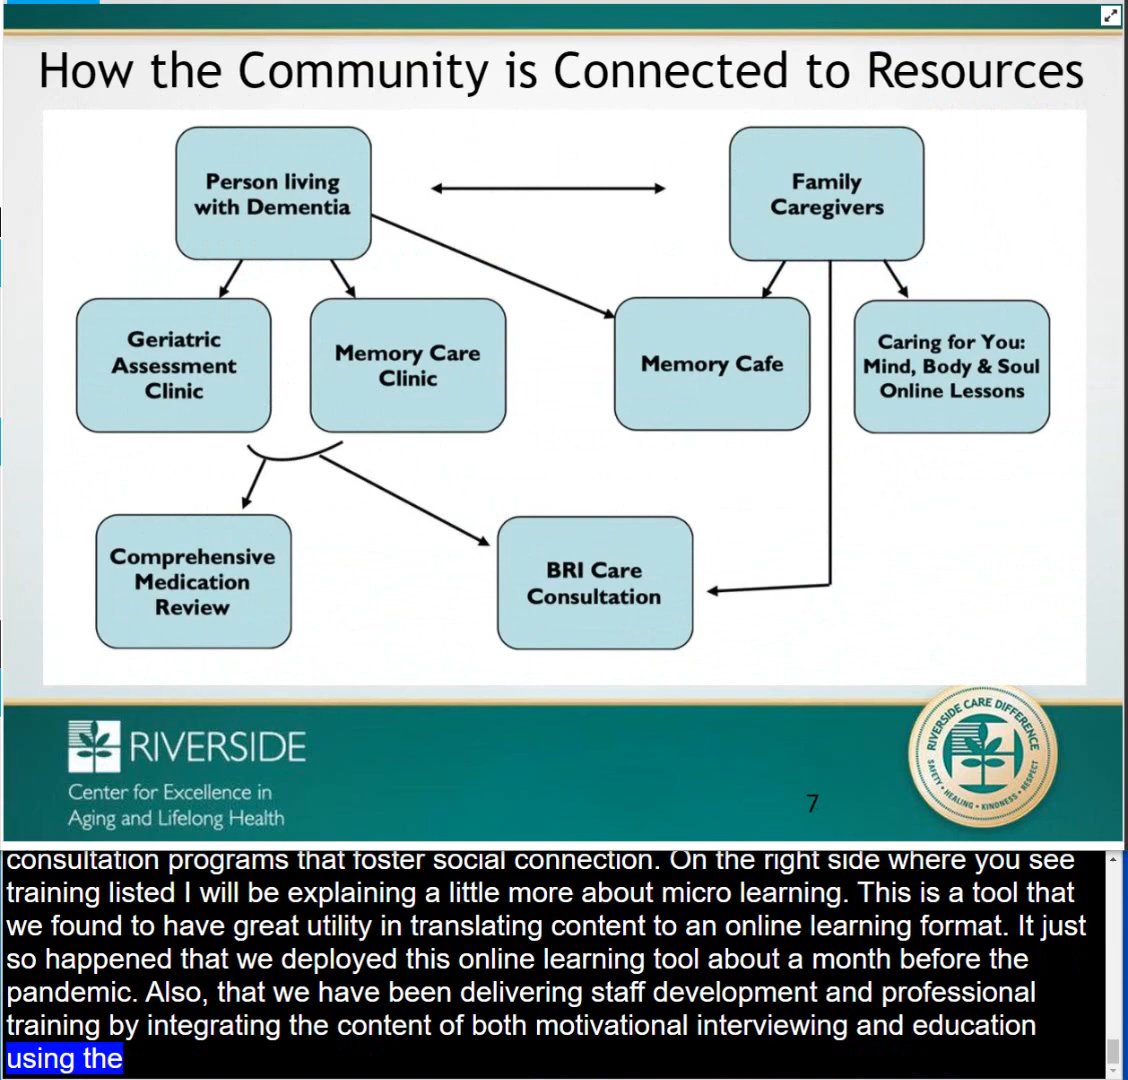 How the Community is Connected to Resources
Person living
with Dementia
Family
Caregivers
Geriatric
Assessment
Clinic
Memory Care
Clinic
Memory Cafe
Caring for You:
Mind, Body & Soul
Online Lessons
Comprehensive
Medication
Review
BRI Care
Consultation
RIVERSIDE
Center for Excellence in
Aging and Lifelong Health
7
RIVERSIDE CARE DIFFERENCE
SAFETY • HEALING • KINDNESS • RESPECT
consultation programs that foster social connection. On the right side where you see
training listed I will be explaining a little more about micro learning. This is a tool that
we found to have great utility in translating content to an online learning format. It just
so happened that we deployed this online learning tool about a month before the
pandemic. Also, that we have been delivering staff development and professional
training by integrating the content of both motivational interviewing and education
using the